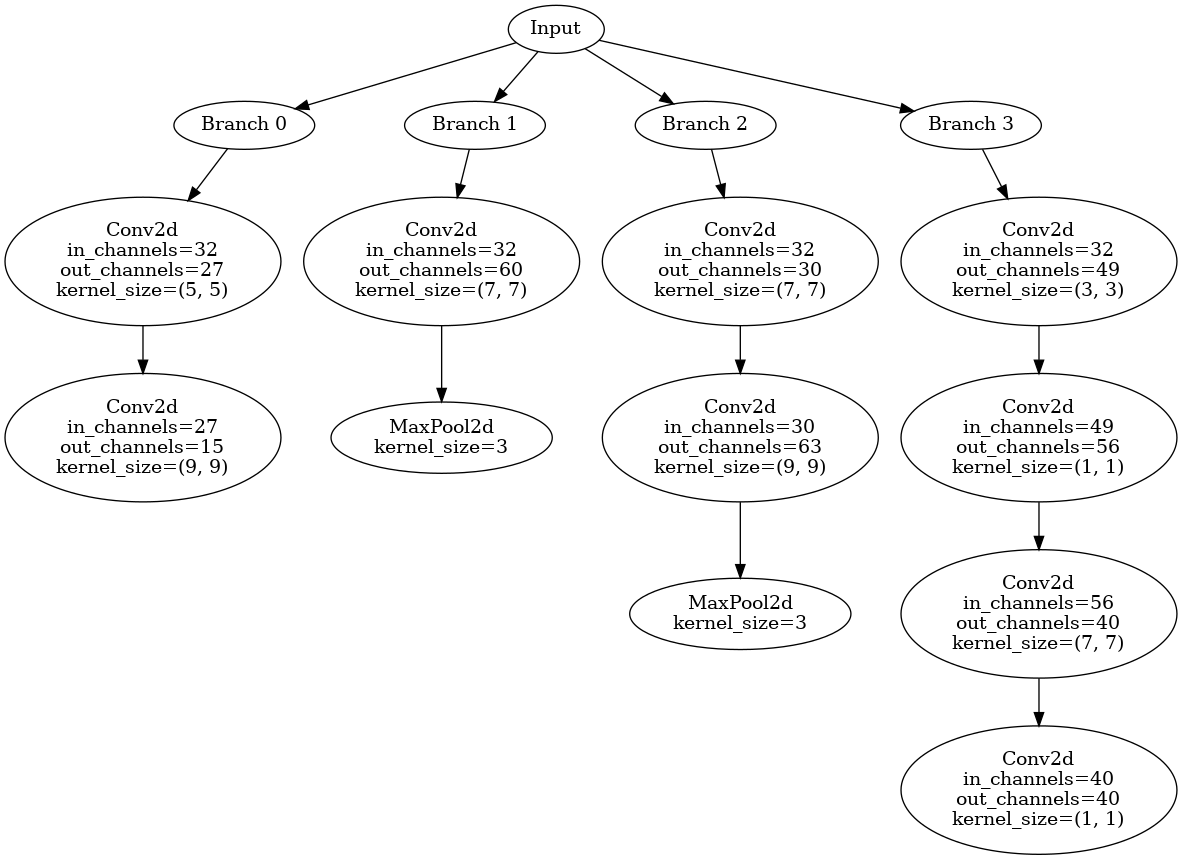 Input
Branch 0
Branch 1
Branch 2
Branch 3
Conv2d
in_channels=32
out_channels=27
kernel_size=(5, 5)
Conv2d
in_channels=32
out_channels=60
kernel_size=(7, 7)
Conv2d
in_channels=32
out_channels=30
kernel_size=(7, 7)
Conv2d
in_channels=32
out_channels=49
kernel_size=(3, 3)
Conv2d
in_channels=27
out_channels=15
kernel_size=(9, 9)
MaxPool2d
kernel_size=3
Conv2d
in_channels=30
out_channels=63
kernel_size=(9, 9)
Conv2d
in_channels=49
out_channels=56
kernel_size=(1, 1)
MaxPool2d
kernel_size=3
Conv2d
in_channels=56
out_channels=40
kernel_size=(7, 7)
Conv2d
in_channels=40
out_channels=40
kernel_size=(1, 1)